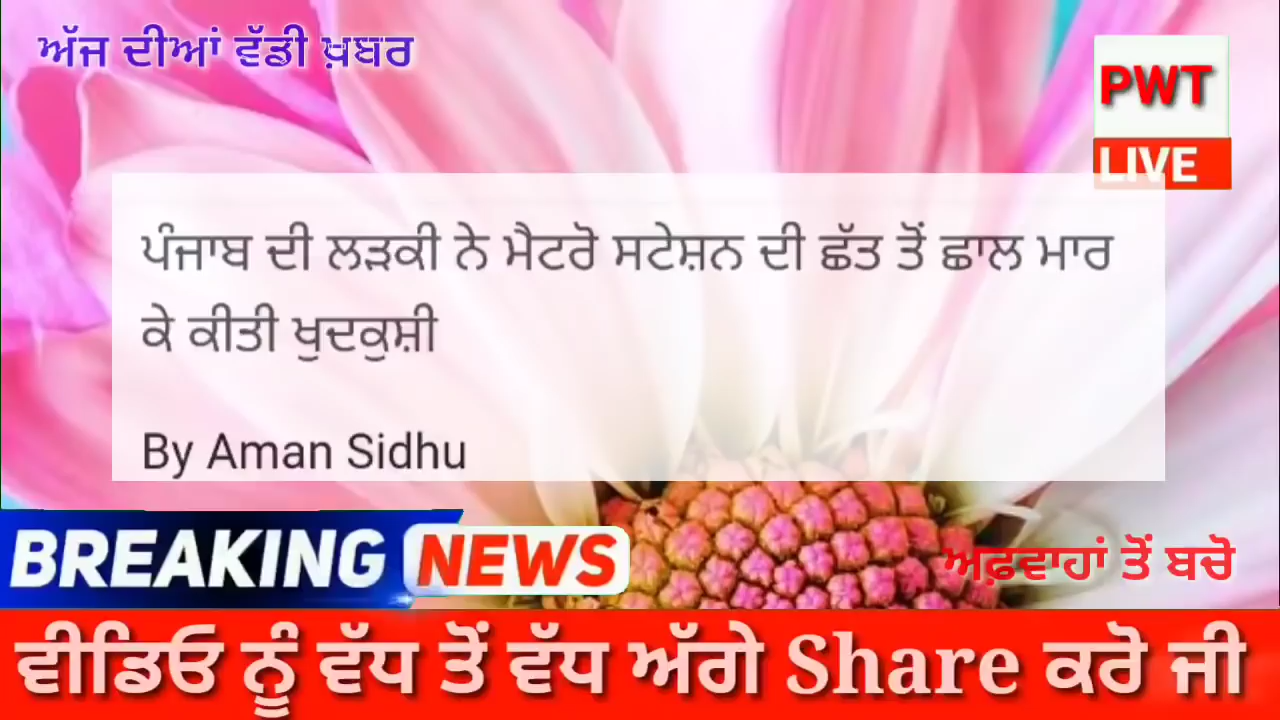 ਅੱਜ ਦੀਆਂ ਵੱਡੀ ਖ਼ਬਰ
PWT
LIVE
ਪੰਜਾਬ ਦੀ ਲੜਕੀ ਨੇ ਮੈਟਰੋ ਸਟੇਸ਼ਨ ਦੀ ਛੱਤ ਤੋਂ ਛਾਲ ਮਾਰ
ਕੇ ਕੀਤੀ ਖੁਦਕੁਸ਼ੀ
By Aman Sidhu
BREAKING NEWS
ਅਫ਼ਵਾਹਾਂ ਤੋਂ ਬਚੋ
ਵੀਡਿਓ ਨੂੰ ਵੱਧ ਤੋਂ ਵੱਧ ਅੱਗੇ Share ਕਰੋ ਜੀ